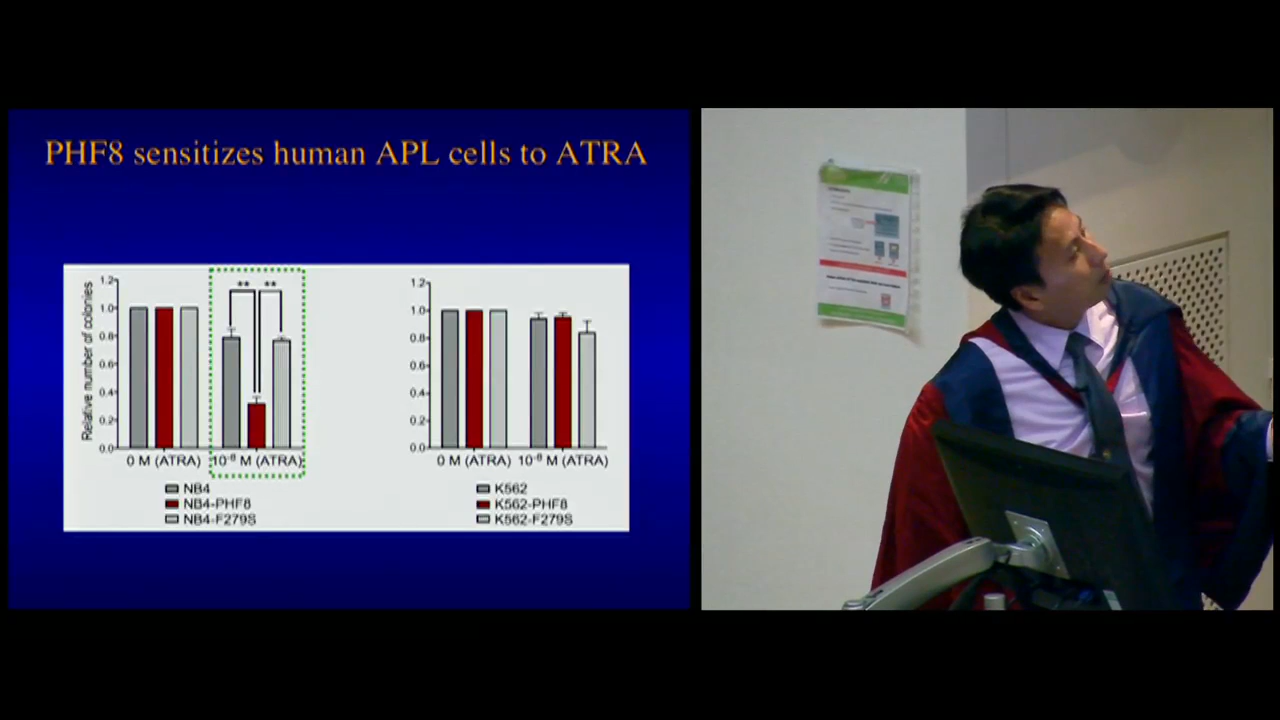 PHF8 sensitizes human APL cells to ATRA
Relative number of colonies
1.2
1.0
0.8
0.6
0.4
0.2
0.0
** **
0 M (ATRA) 10⁻⁸ M (ATRA)
NB4
NB4-PHF8
NB4-F279S
1.2
1.0
0.8
0.6
0.4
0.2
0.0
0 M (ATRA) 10⁻⁸ M (ATRA)
K562
K562-PHF8
K562-F279S